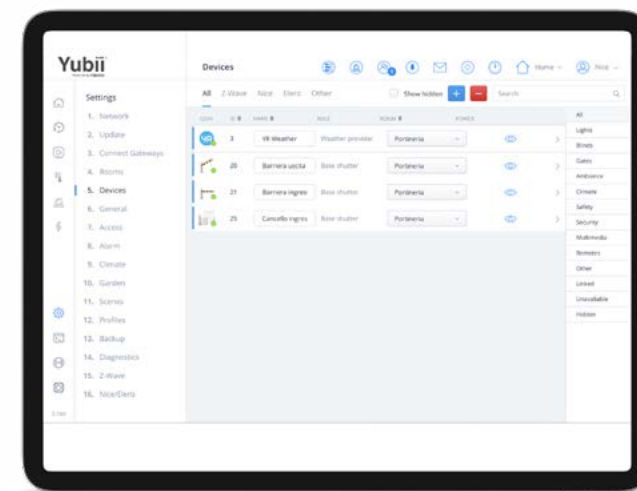 Yubii
Devices
Home
Nice
Settings
1. Network
2. Update
3. Connect Gateways
4. Rooms
5. Devices
6. General
7. Access
8. Alarm
9. Climate
10. Garden
11. Scenes
12. Profiles
13. Backup
14. Diagnostics
15. Z-Wave
16. Nice/Elero
All Z-Wave Nice Elero Other
Show hidden + − Search
ICON ID NAME ROLE ROOM POWER
3 YR Weather Weather provider Portineria
20 Barriera uscita Base shutter Portineria
21 Barriera ingres Base shutter Portineria
25 Cancello ingres Base shutter Portineria
All
Lights
Blinds
Gates
Ambience
Climate
Safety
Security
Multimedia
Remotes
Other
Linked
Unavailable
Hidden